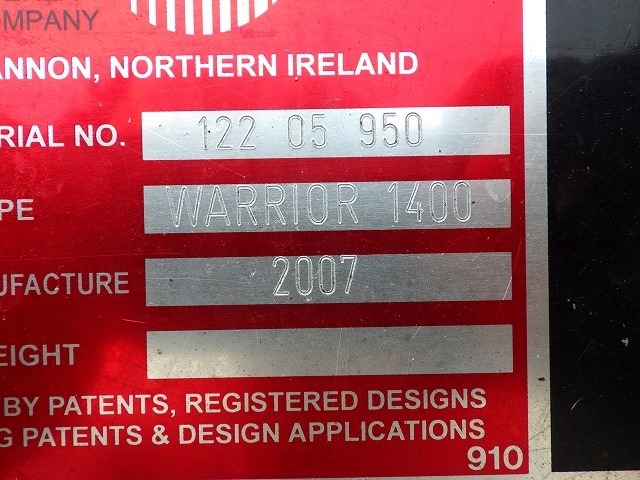 COMPANY
ANNON, NORTHERN IRELAND
RIAL NO. 122 05 950
PE WARRIOR 1400
UFACTURE 2007
EIGHT
BY PATENTS, REGISTERED DESIGNS
G PATENTS & DESIGN APPLICATIONS
910